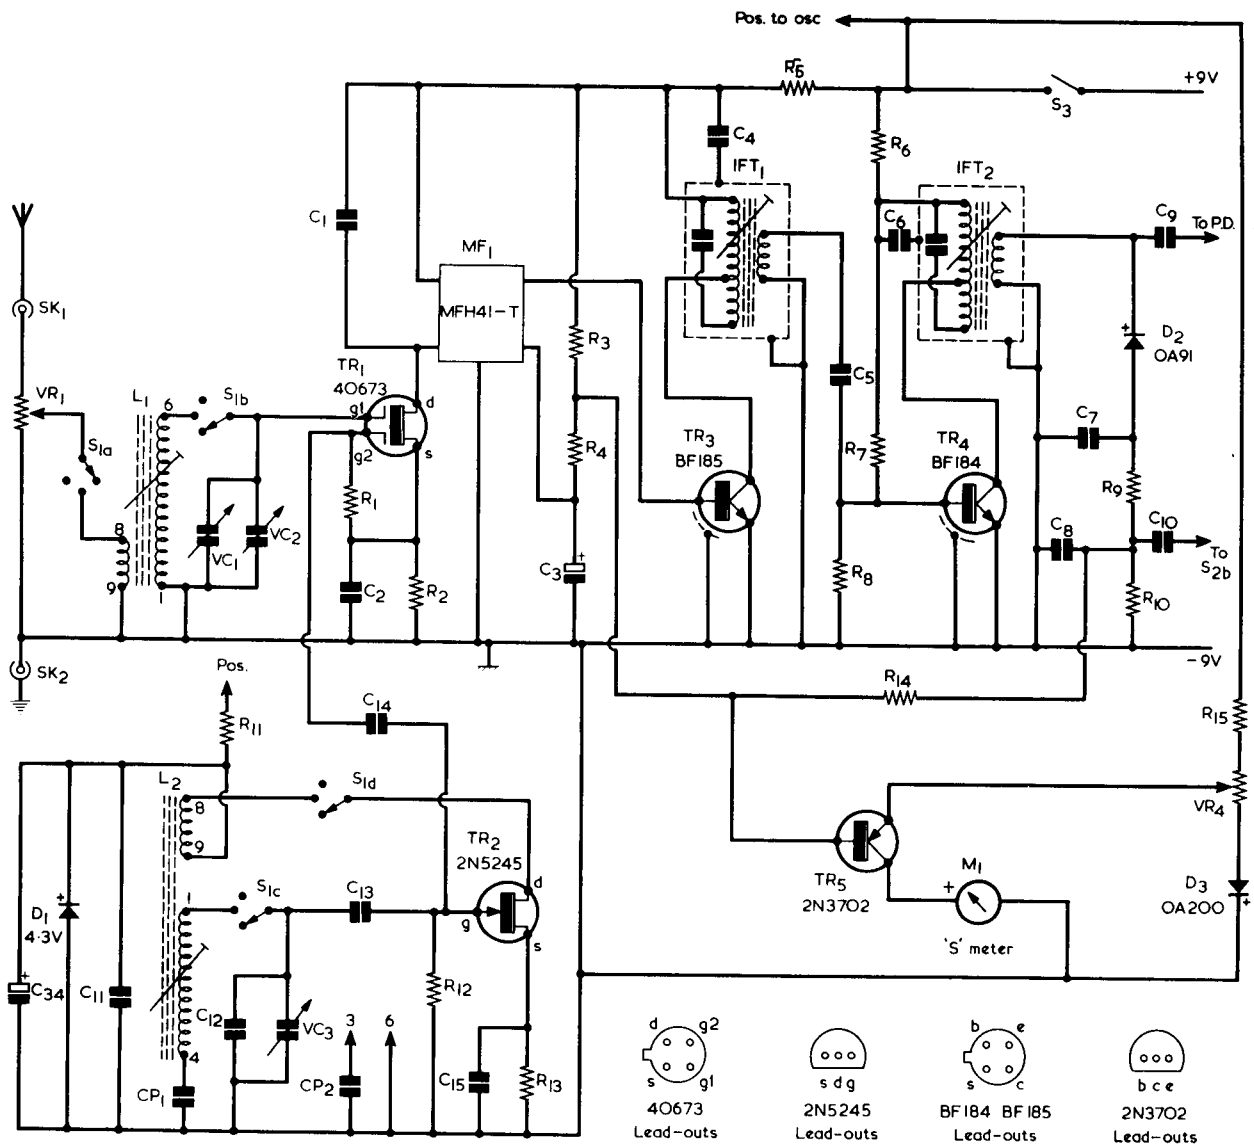 Pos. to osc
R5
+9V
S3
C4
R6
IFT1
IFT2
C1
MF1
C6
C9
To P.D.
SK1
MFH41-T
R3
D2
OA91
TR1
40673
C5
VR1
L1
6
S1b
g1
d
C7
S1a
g2
s
R4
TR3
BF185
R7
TR4
BF184
R1
R9
8
VC1
VC2
C8
C10
To
S2b
9
1
C2
R2
C3
+
R8
R10
SK2
-9V
Pos.
R14
C14
R11
R15
L2
8
S1d
VR4
9
TR2
2N5245
M1
1
S1c
C13
d
TR5
2N3702
+
D3
OA200
+
+
D1
4·3V
g
s
'S' meter
+
C34
C11
R12
C12
VC3
3
6
d
g2
b
e
4
s
g1
s d g
s
c
b c e
CP1
CP2
C15
R13
40673
Lead-outs
2N5245
Lead-outs
BF184 BF185
Lead-outs
2N3702
Lead-outs